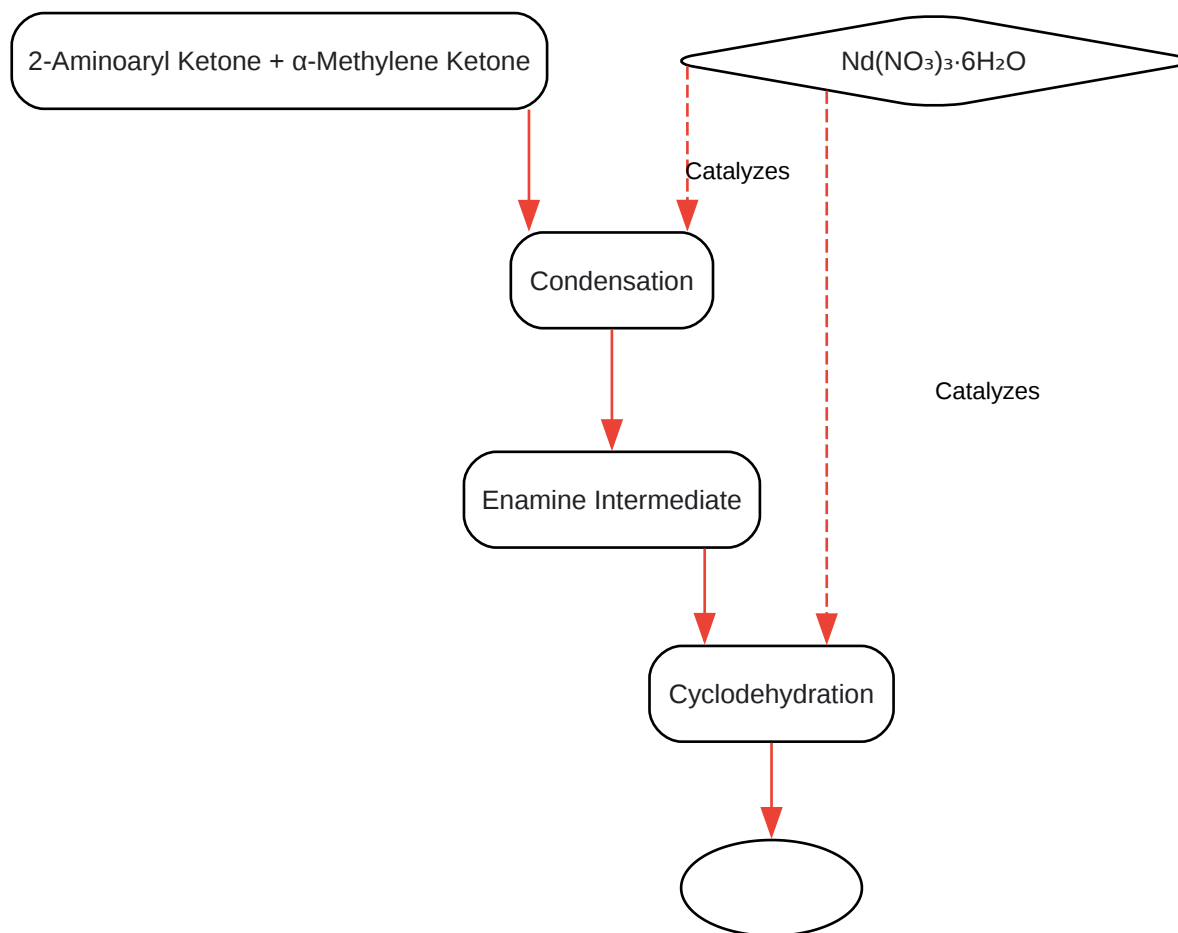 2-Aminoaryl Ketone + α-Methylene Ketone
Nd(NO₃)₃·6H₂O
Catalyzes
Condensation
Catalyzes
Enamine Intermediate
Cyclodehydration